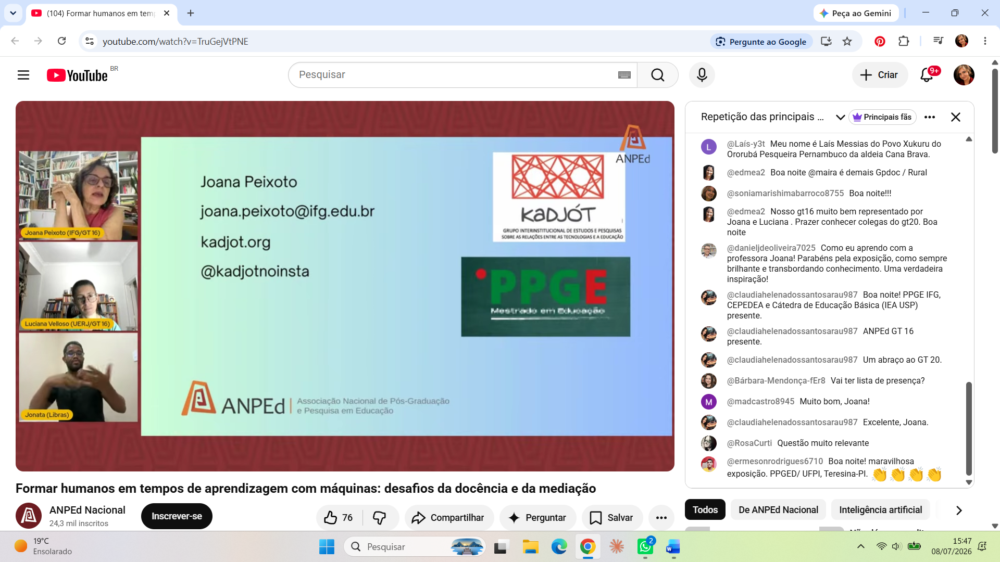 (104) Formar humanos em tem
Peça ao Gemini
youtube.com/watch?v=TruGejVtPNE
Pergunte ao Google
YouTube BR
Pesquisar
Criar
9+
ANPEd
Joana Peixoto
joana.peixoto@ifg.edu.br
kadjot.org
@kadjotnoinsta
KADJÓT
GRUPO INTERINSTITUCIONAL DE ESTUDOS E PESQUISAS
SOBRE AS RELAÇÕES ENTRE AS TECNOLOGIAS E A EDUCAÇÃO
PPGE
Mestrado em Educação
Joana Peixoto (IFG/GT 16)
Luciana Velloso (UERJ/GT 16)
Jonata (Libras)
ANPEd
Associação Nacional de Pós-Graduação
e Pesquisa em Educação
Formar humanos em tempos de aprendizagem com máquinas: desafios da docência e da mediação
ANPEd Nacional
24,3 mil inscritos
Inscrever-se
76
Compartilhar
Perguntar
Salvar
Repetição das principais ...
Principais fãs
L
@Laís-y3t Meu nome é Laís Messias do Povo Xukuru do
Ororubá Pesqueira Pernambuco da aldeia Cana Brava.
@edmea2 Boa noite @maira é demais Gpdoc / Rural
@soniamarishimabarroco8755 Boa noite!!!
@edmea2 Nosso gt16 muito bem representado por
Joana e Luciana . Prazer conhecer colegas do gt20. Boa
noite
@danieljdeoliveira7025 Como eu aprendo com a
professora Joana! Parabéns pela exposição, como sempre
brilhante e transbordando conhecimento. Uma verdadeira
inspiração!
@claudiahelenadossantosarau987 Boa noite! PPGE IFG,
CEPEDEA e Cátedra de Educação Básica (IEA USP)
presente.
@claudiahelenadossantosarau987 ANPEd GT 16
presente.
@claudiahelenadossantosarau987 Um abraço ao GT 20.
@Bárbara-Mendonça-fEr8 Vai ter lista de presença?
M
@madcastro8945 Muito bom, Joana!
@claudiahelenadossantosarau987 Excelente, Joana.
@RosaCurti Questão muito relevante
@ermesonrodrigues6710 Boa noite! maravilhosa
exposição. PPGED/ UFPI, Teresina-PI. 👏👏👏👏
Todos
De ANPEd Nacional
Inteligência artificial
19°C
Ensolarado
Pesquisar
2
15:47
08/07/2026